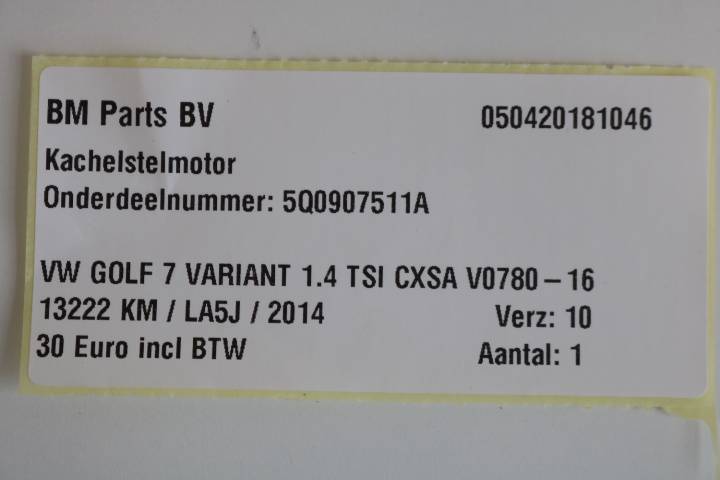 BM Parts BV 050420181046
Kachelstelmotor
Onderdeelnummer: 5Q0907511A
VW GOLF 7 VARIANT 1.4 TSI CXSA V0780 – 16
13222 KM / LA5J / 2014 Verz: 10
30 Euro incl BTW Aantal: 1